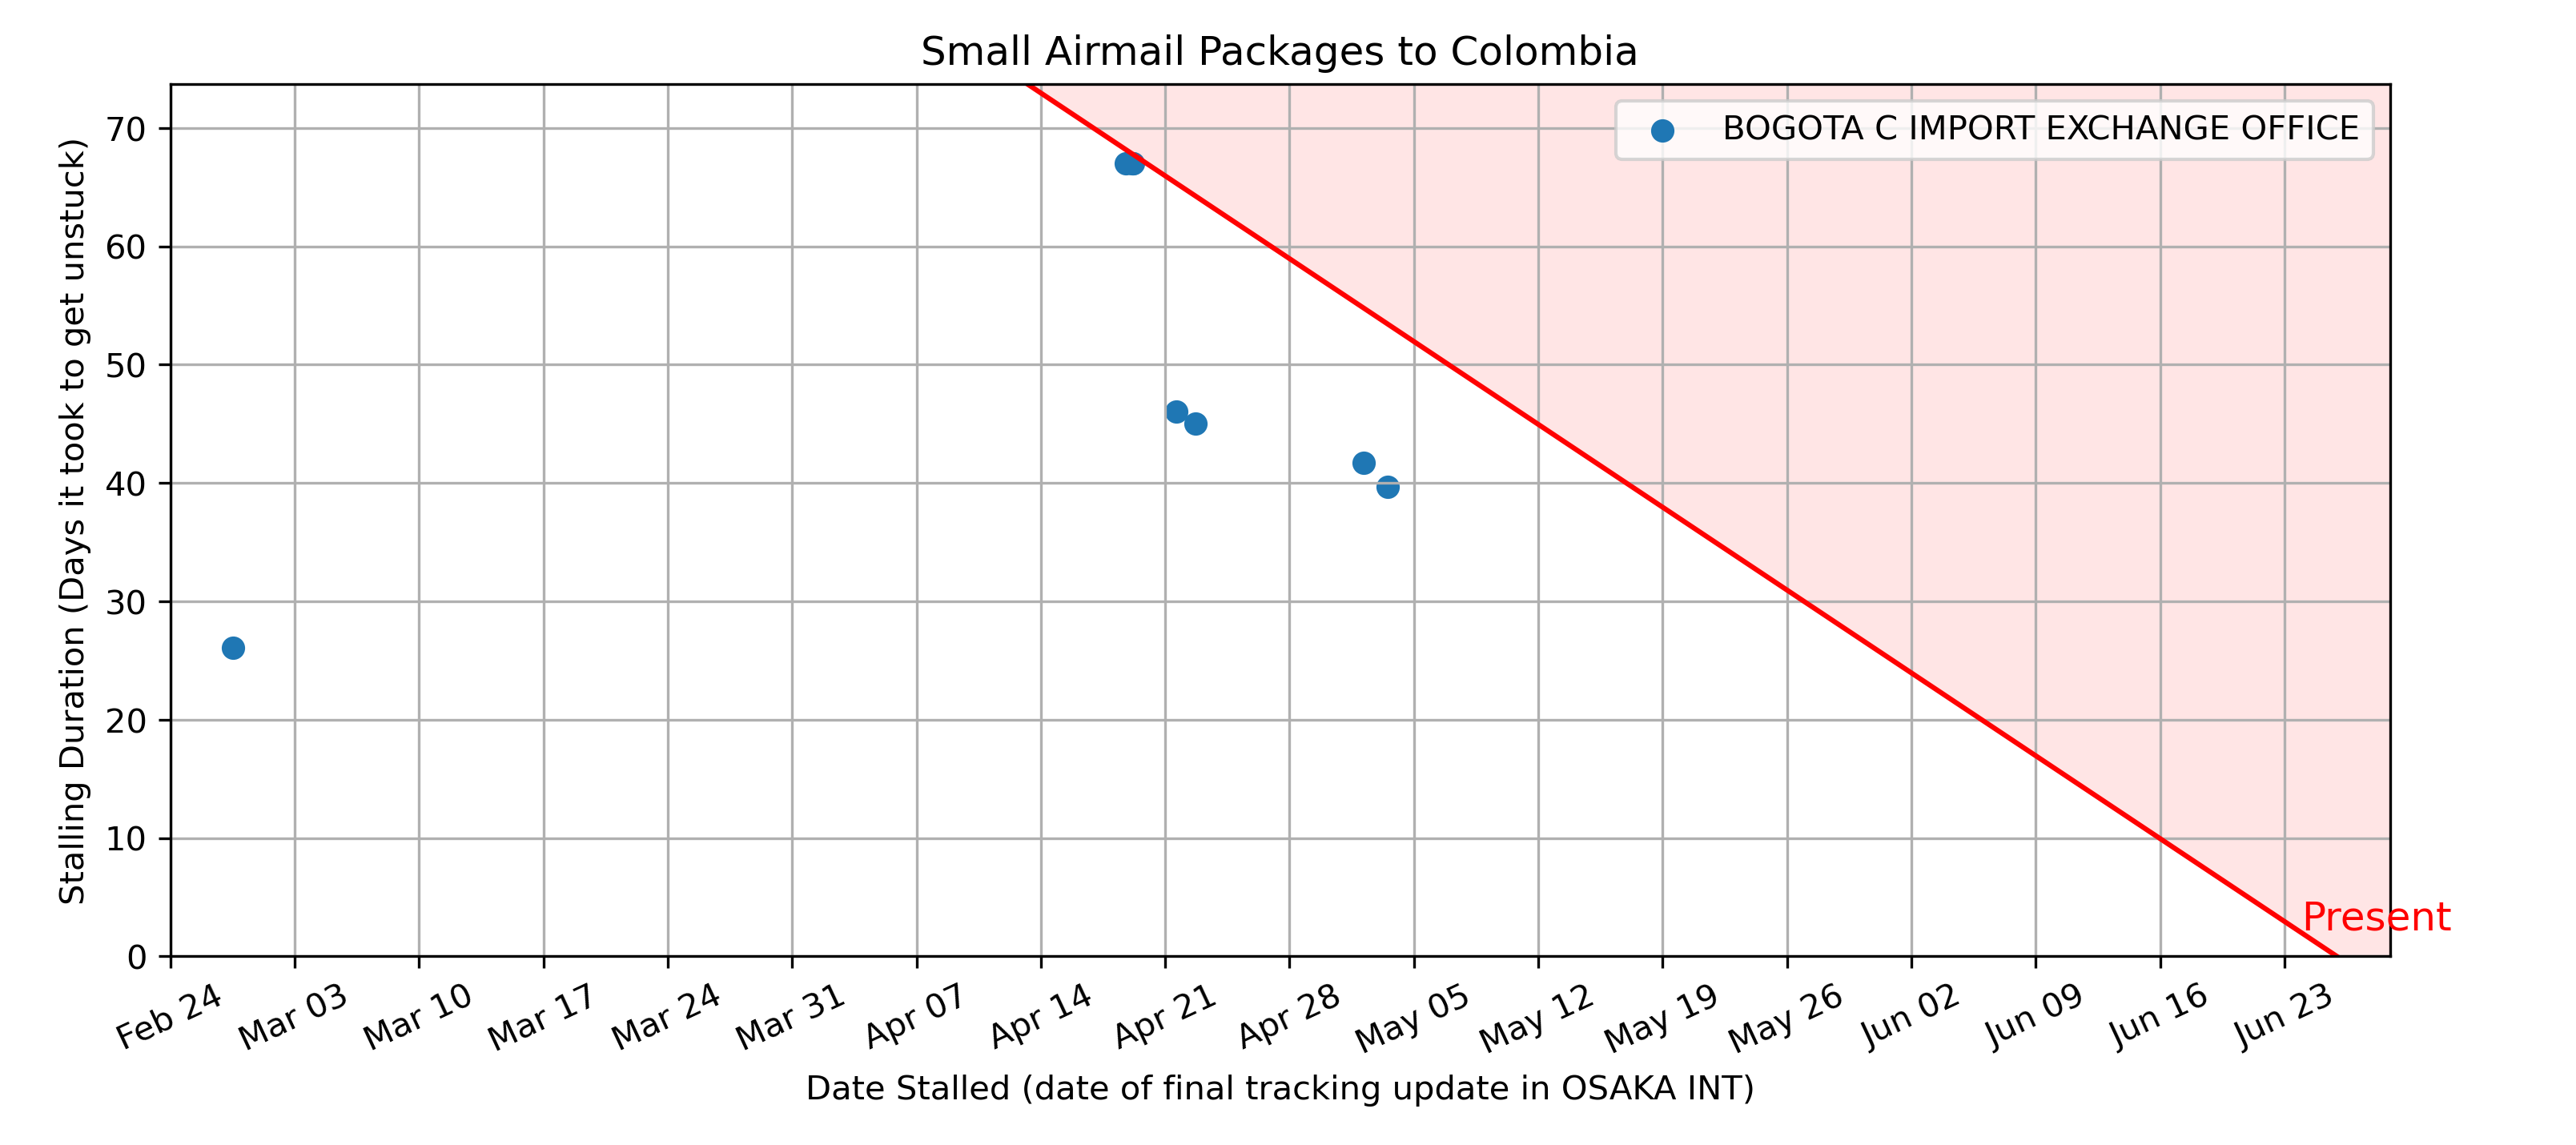 Small Airmail Packages to Colombia
BOGOTA C IMPORT EXCHANGE OFFICE
Stalling Duration (Days it took to get unstuck)
70
60
50
40
30
20
10
0
Present
Feb 24
Mar 03
Mar 10
Mar 17
Mar 24
Mar 31
Apr 07
Apr 14
Apr 21
Apr 28
May 05
May 12
May 19
May 26
Jun 02
Jun 09
Jun 16
Jun 23
Date Stalled (date of final tracking update in OSAKA INT)